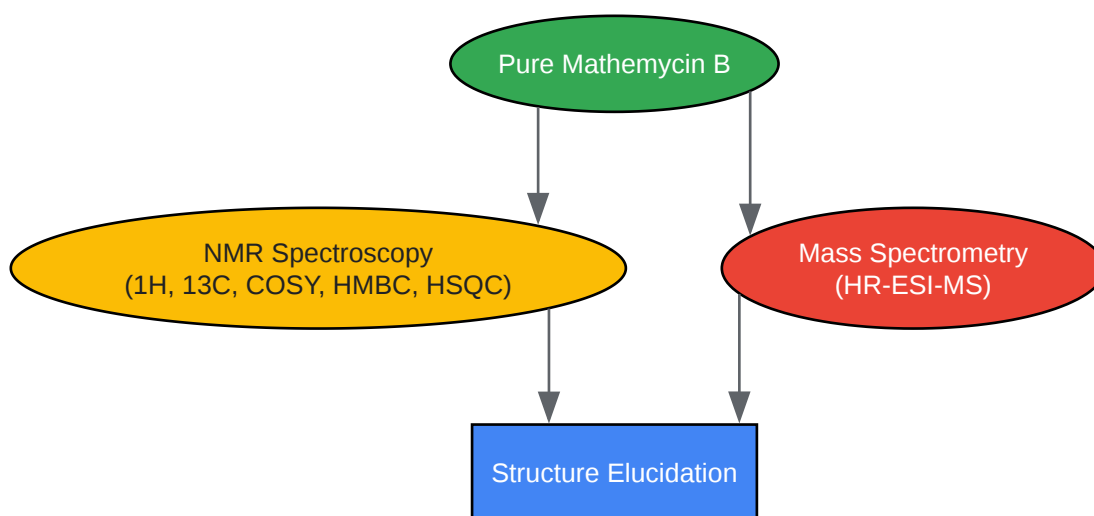 Pure Mathemycin B
NMR Spectroscopy
(1H, 13C, COSY, HMBC, HSQC)
Mass Spectrometry
(HR-ESI-MS)
Structure Elucidation